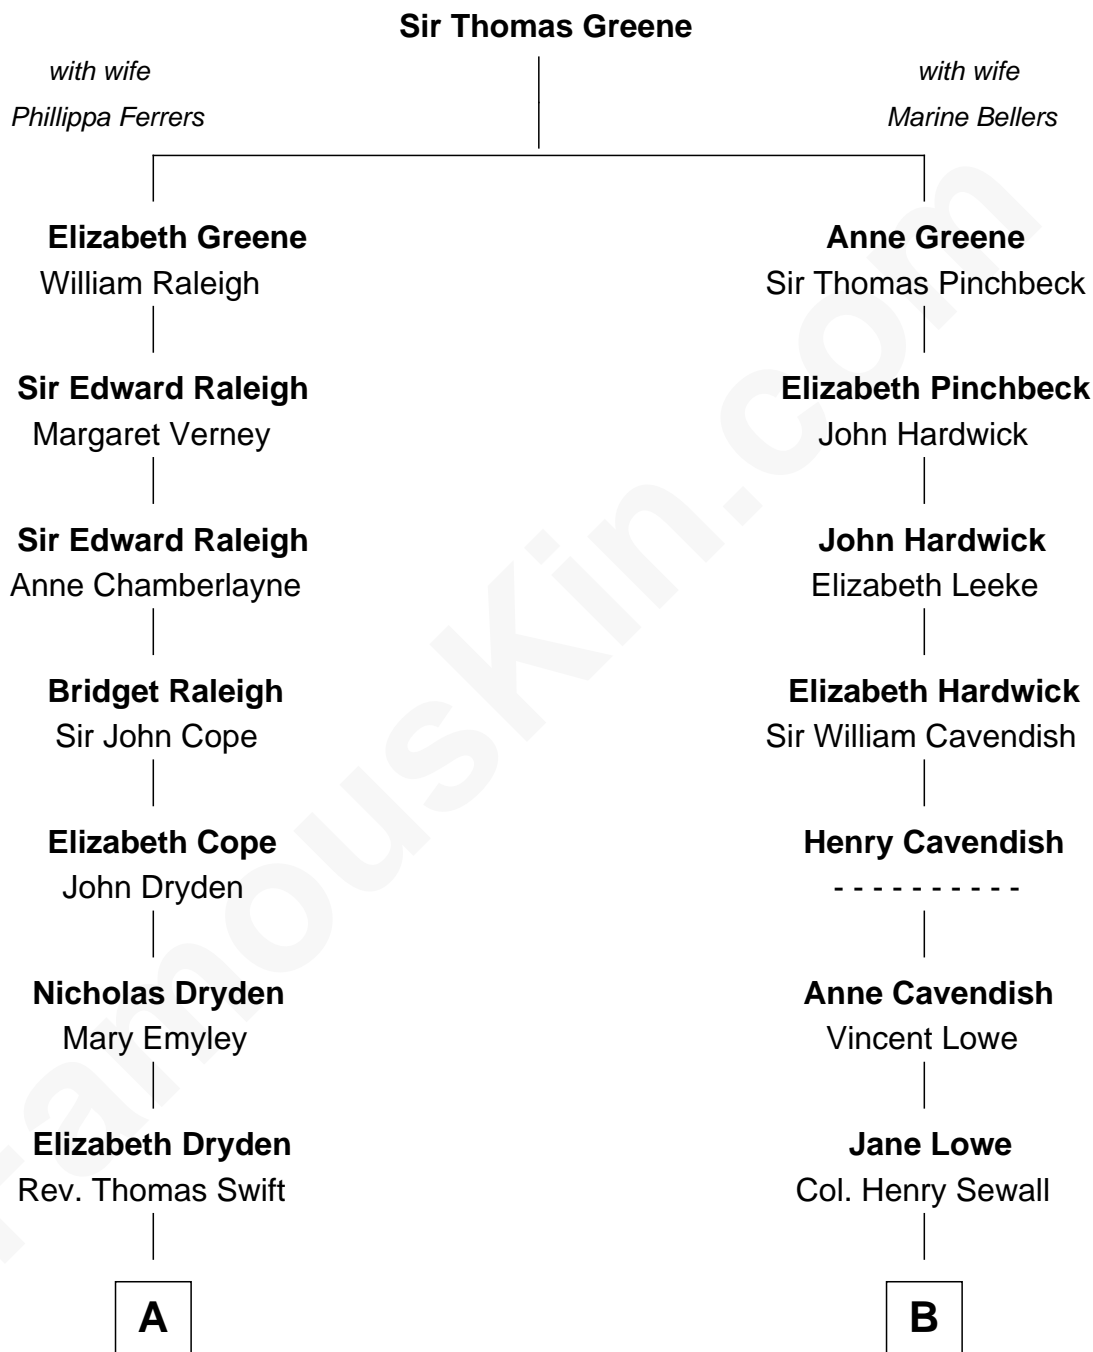 Sir Thomas Greene
with wife
Phillippa Ferrers
with wife
Marine Bellers
Elizabeth Greene
William Raleigh
Anne Greene
Sir Thomas Pinchbeck
Sir Edward Raleigh
Margaret Verney
Elizabeth Pinchbeck
John Hardwick
Sir Edward Raleigh
Anne Chamberlayne
John Hardwick
Elizabeth Leeke
Bridget Raleigh
Sir John Cope
Elizabeth Hardwick
Sir William Cavendish
Elizabeth Cope
John Dryden
Henry Cavendish
- - - - - - - - - -
Nicholas Dryden
Mary Emyley
Anne Cavendish
Vincent Lowe
Elizabeth Dryden
Rev. Thomas Swift
Jane Lowe
Col. Henry Sewall
A
B
FamousKin.com